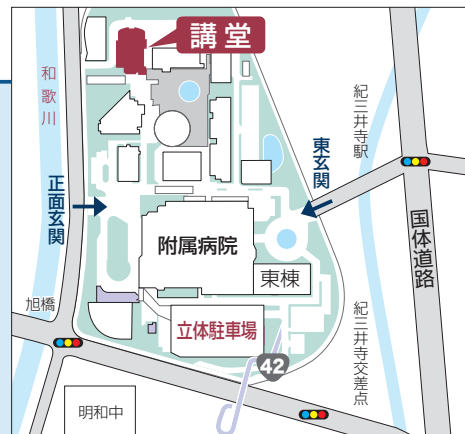 講堂
和歌川
紀三井寺駅
東玄関
正面玄関
国体道路
附属病院
東棟
旭橋
立体駐車場
紀三井寺交差点
42
明和中